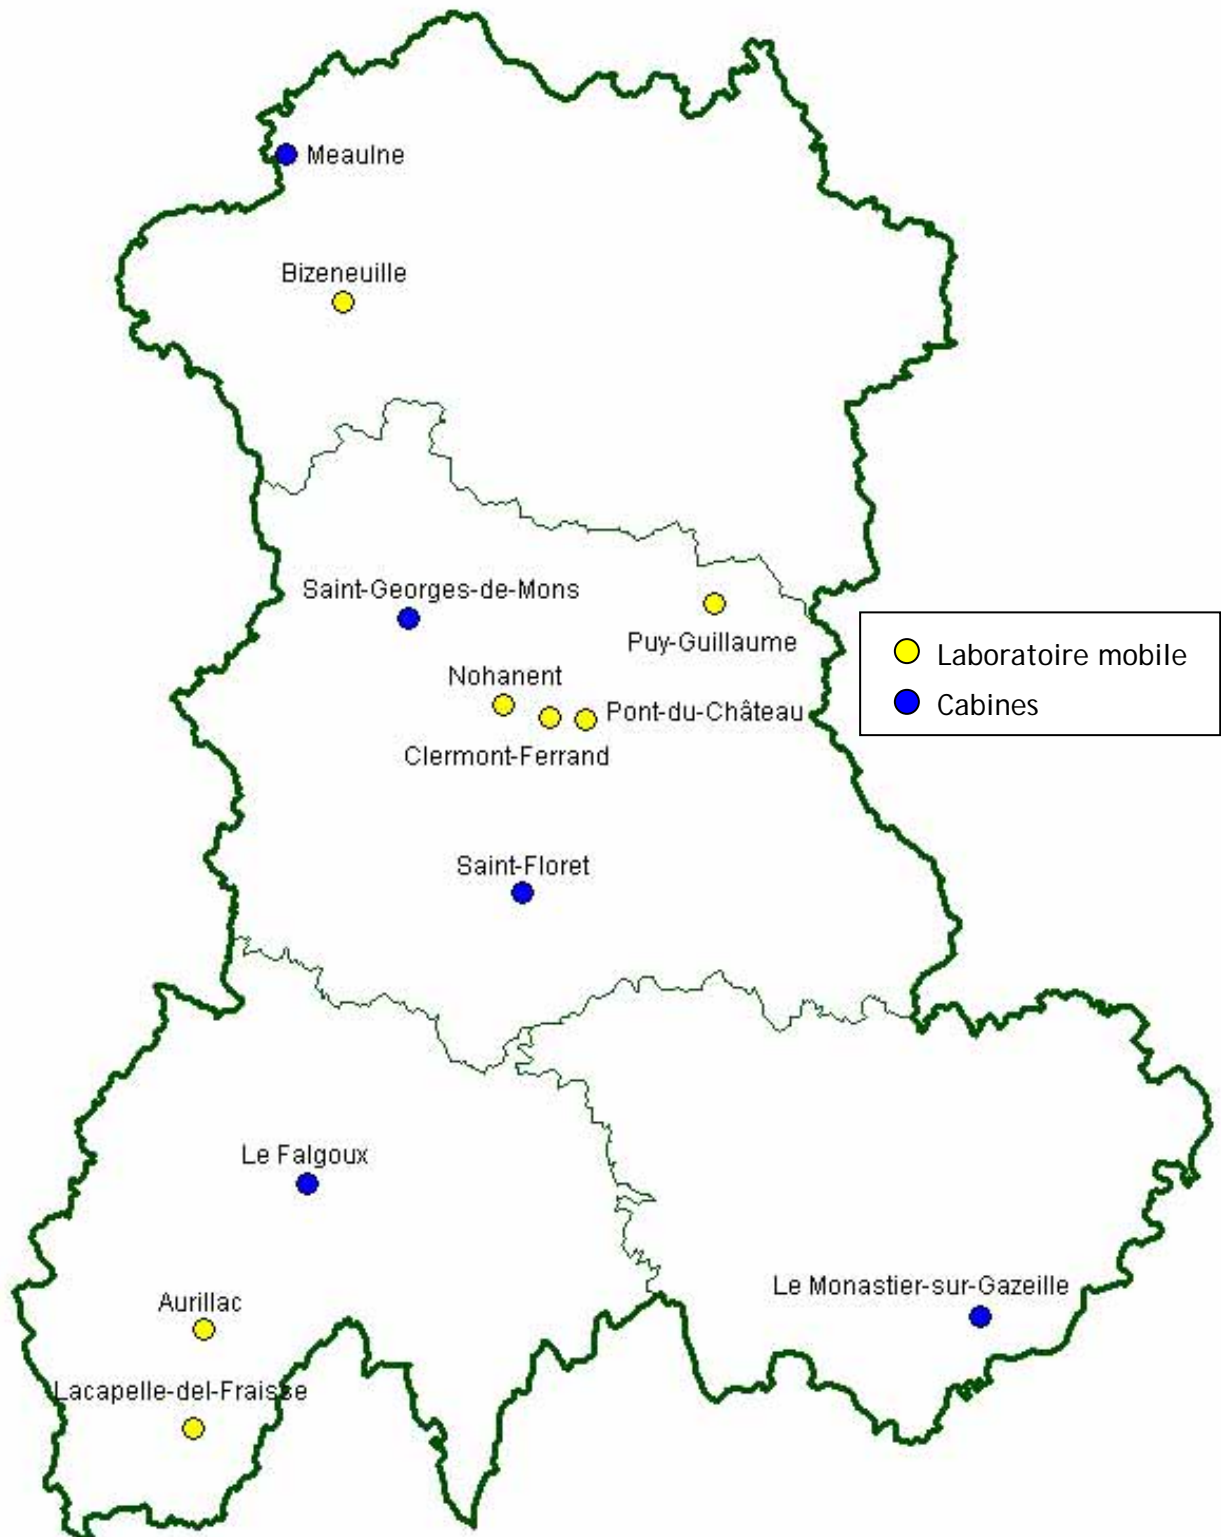 Meaulne
Bizeneuille
Saint-Georges-de-Mons
Puy-Guillaume
Laboratoire mobile
Nohanent
Pont-du-Château
Cabines
Clermont-Ferrand
Saint-Floret
Le Falgoux
Le Monastier-sur-Gazeille
Aurillac
Lacapelle-del-Fraisse